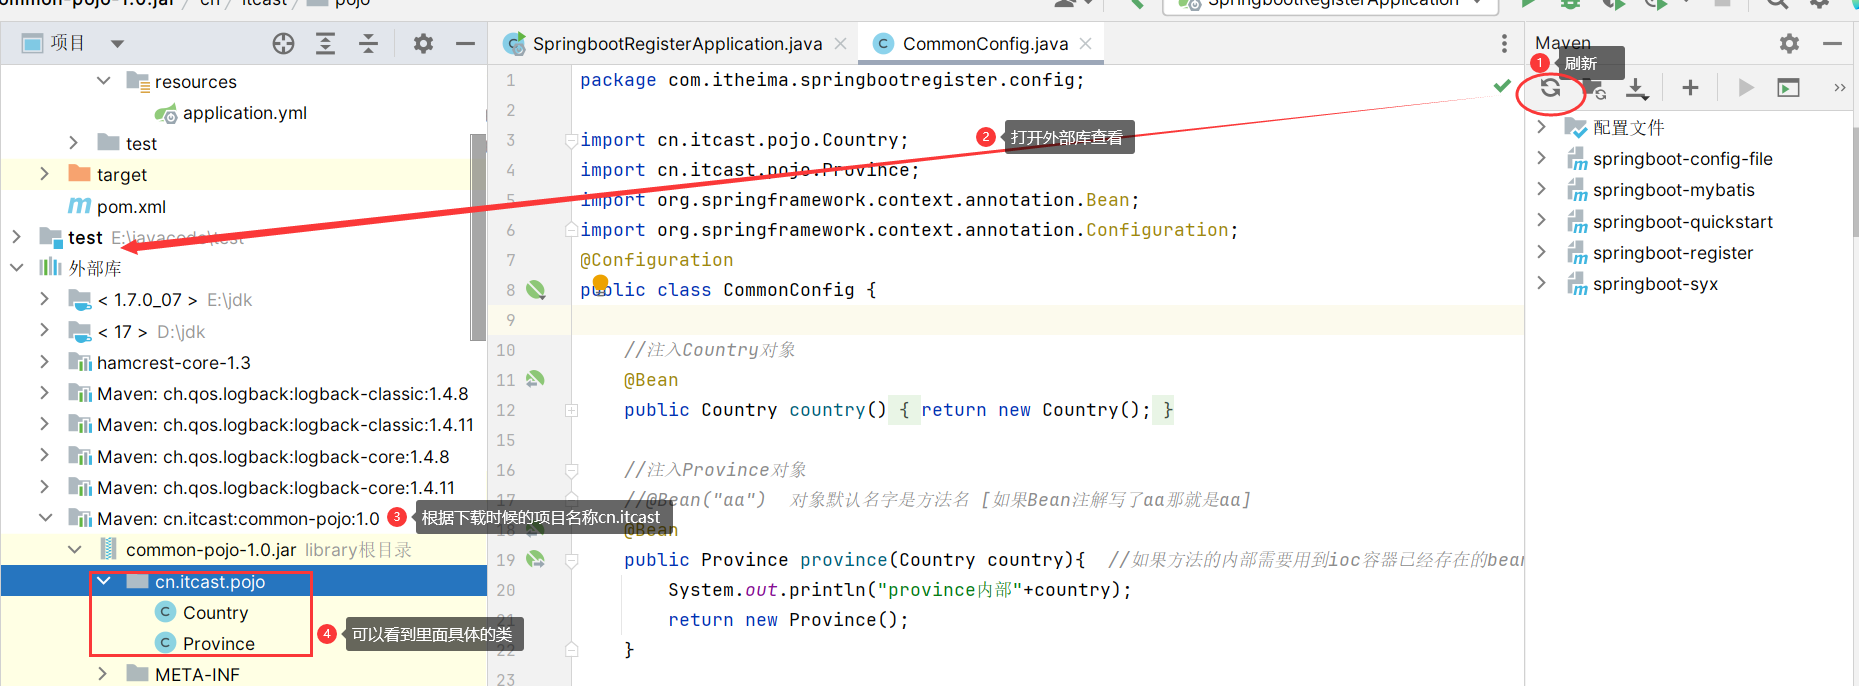 common-pojo-1.0.jar / cn / itcast / pojo
SpringbootRegisterApplication
项目
resources
application.yml
test
target
pom.xml
test E:\javacode\test
外部库
< 1.7.0_07 > E:\jdk
< 17 > D:\jdk
hamcrest-core-1.3
Maven: ch.qos.logback:logback-classic:1.4.8
Maven: ch.qos.logback:logback-classic:1.4.11
Maven: ch.qos.logback:logback-core:1.4.8
Maven: ch.qos.logback:logback-core:1.4.11
Maven: cn.itcast:common-pojo:1.0
3 根据下载时候的项目名称cn.itcast
common-pojo-1.0.jar library根目录
cn.itcast.pojo
Country
Province
4 可以看到里面具体的类
META-INF
SpringbootRegisterApplication.java
CommonConfig.java
1 package com.itheima.springbootregister.config;
2
3 import cn.itcast.pojo.Country;
2 打开外部库查看
4 import cn.itcast.pojo.Province;
5 import org.springframework.context.annotation.Bean;
6 import org.springframework.context.annotation.Configuration;
7 @Configuration
8 public class CommonConfig {
9
10 //注入Country对象
11 @Bean
12 public Country country() { return new Country(); }
15
16 //注入Province对象
17 //@Bean("aa") 对象默认名字是方法名 [如果Bean注解写了aa那就是aa]
18 @Bean
19 public Province province(Country country){ //如果方法的内部需要用到ioc容器已经存在的bean
20 System.out.println("province内部"+country);
21 return new Province();
22 }
23
Maven
1 刷新
配置文件
springboot-config-file
springboot-mybatis
springboot-quickstart
springboot-register
springboot-syx